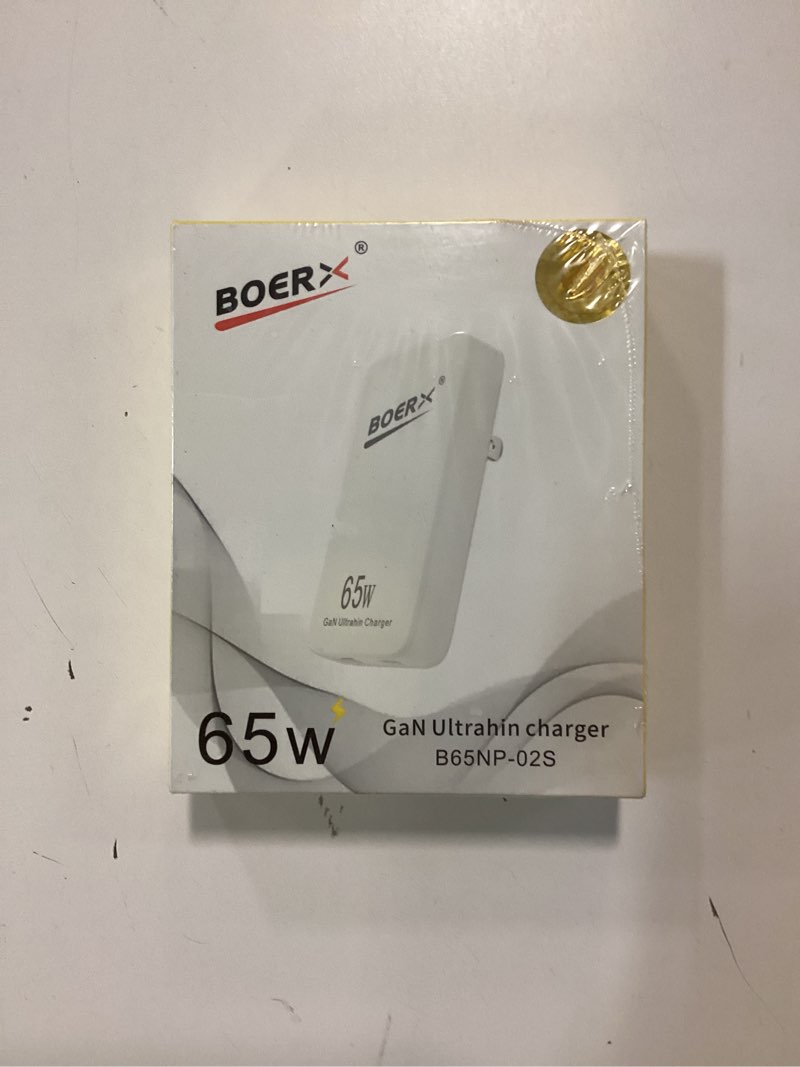 BOERX®
BOERX®
65W
GaN Ultrahin Charger
65w
GaN Ultrahin charger
B65NP-02S